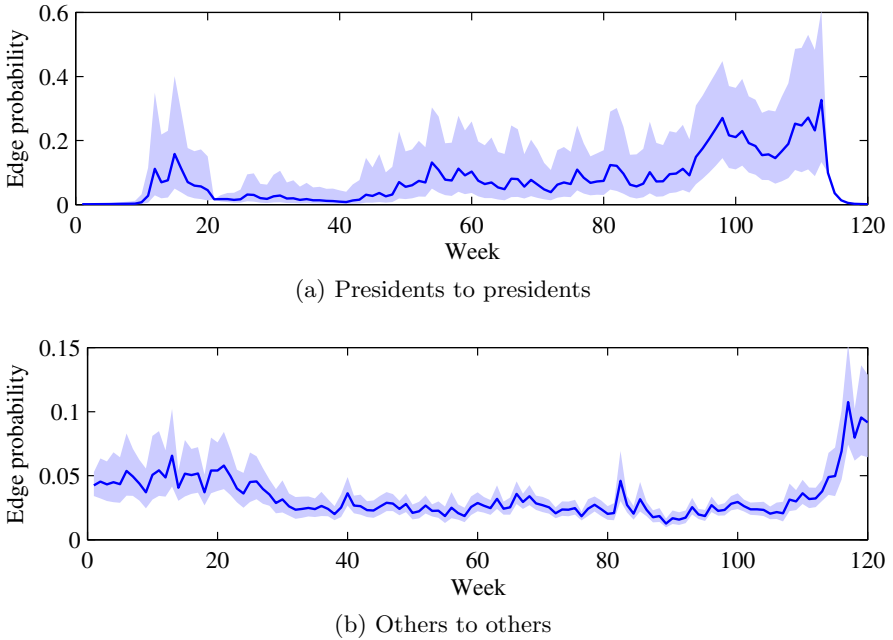 0.6
0.4
0.2
0
Edge probability
0 20 40 60 80 100 120
Week
(a) Presidents to presidents
0.15
0.1
0.05
0
Edge probability
0 20 40 60 80 100 120
Week
(b) Others to others